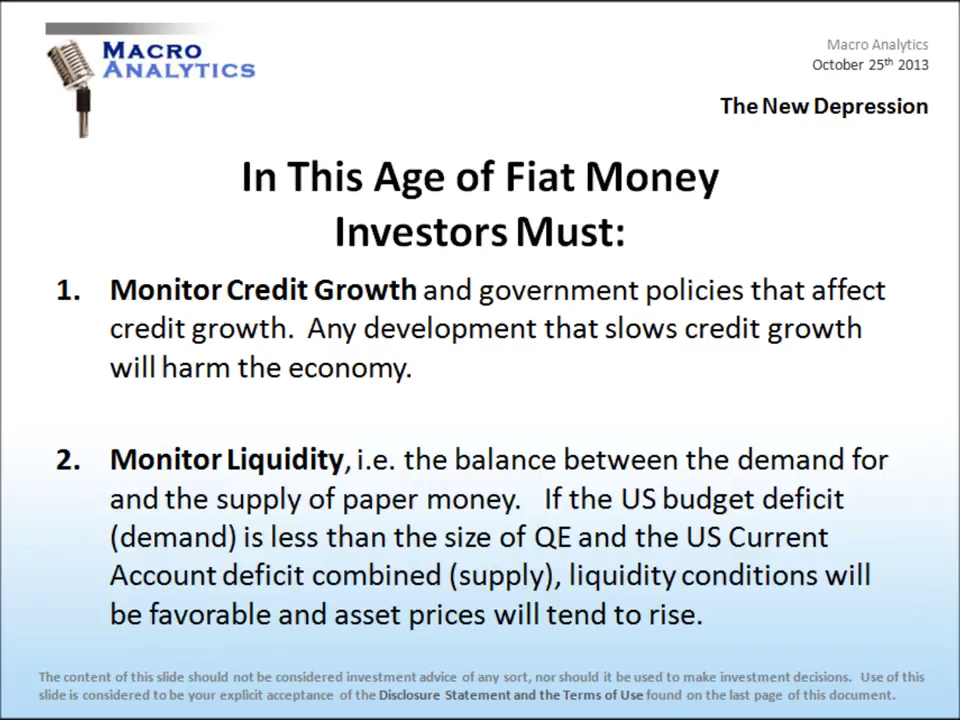 MACRO
ANALYTICS
Macro Analytics
October 25th 2013
The New Depression
In This Age of Fiat Money
Investors Must:
1. Monitor Credit Growth and government policies that affect
credit growth. Any development that slows credit growth
will harm the economy.
2. Monitor Liquidity, i.e. the balance between the demand for
and the supply of paper money. If the US budget deficit
(demand) is less than the size of QE and the US Current
Account deficit combined (supply), liquidity conditions will
be favorable and asset prices will tend to rise.
The content of this slide should not be considered investment advice of any sort, nor should it be used to make investment decisions. Use of this
slide is considered to be your explicit acceptance of the Disclosure Statement and the Terms of Use found on the last page of this document.